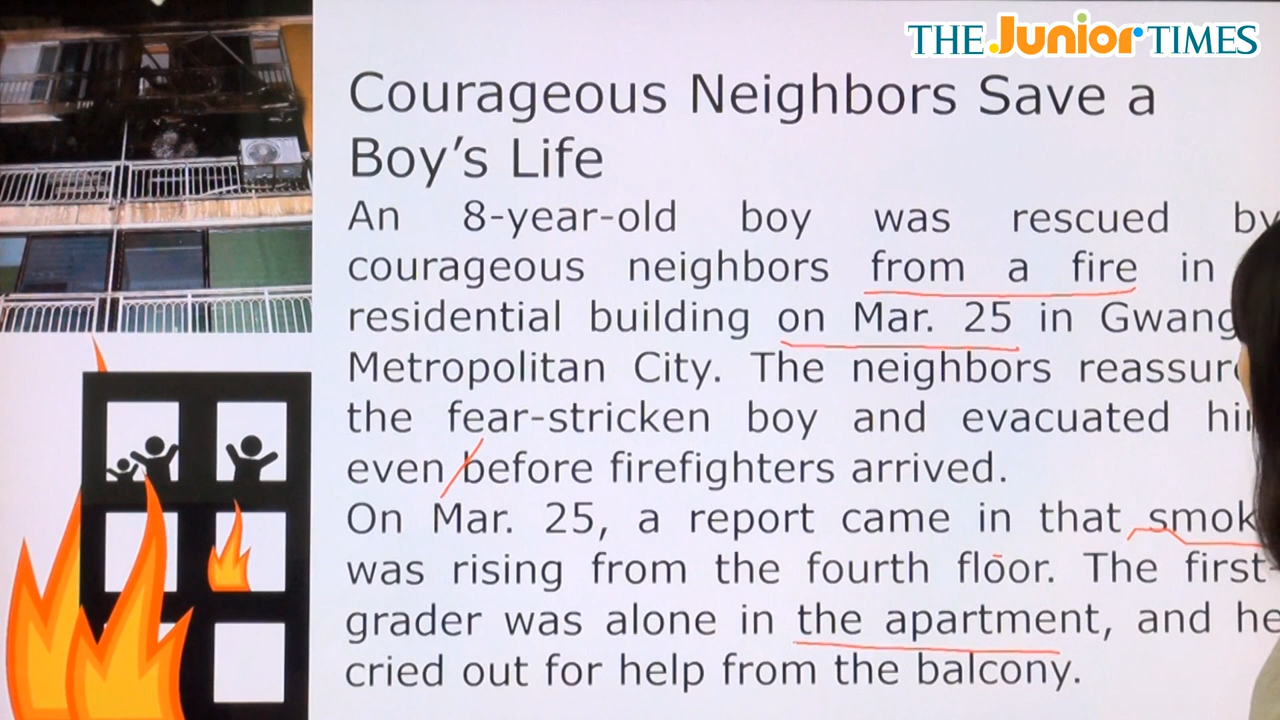 THE Junior TIMES
Courageous Neighbors Save a
Boy's Life
An 8-year-old boy was rescued by
courageous neighbors from a fire in
residential building on Mar. 25 in
Metropolitan City. The neighbors
the fear-stricken boy and evacuated
even before firefighters arrived.
On Mar. 25, a report came in that
was rising from the fourth floor. The first-
grader was alone in the apartment, and he
cried out for help from the balcony.